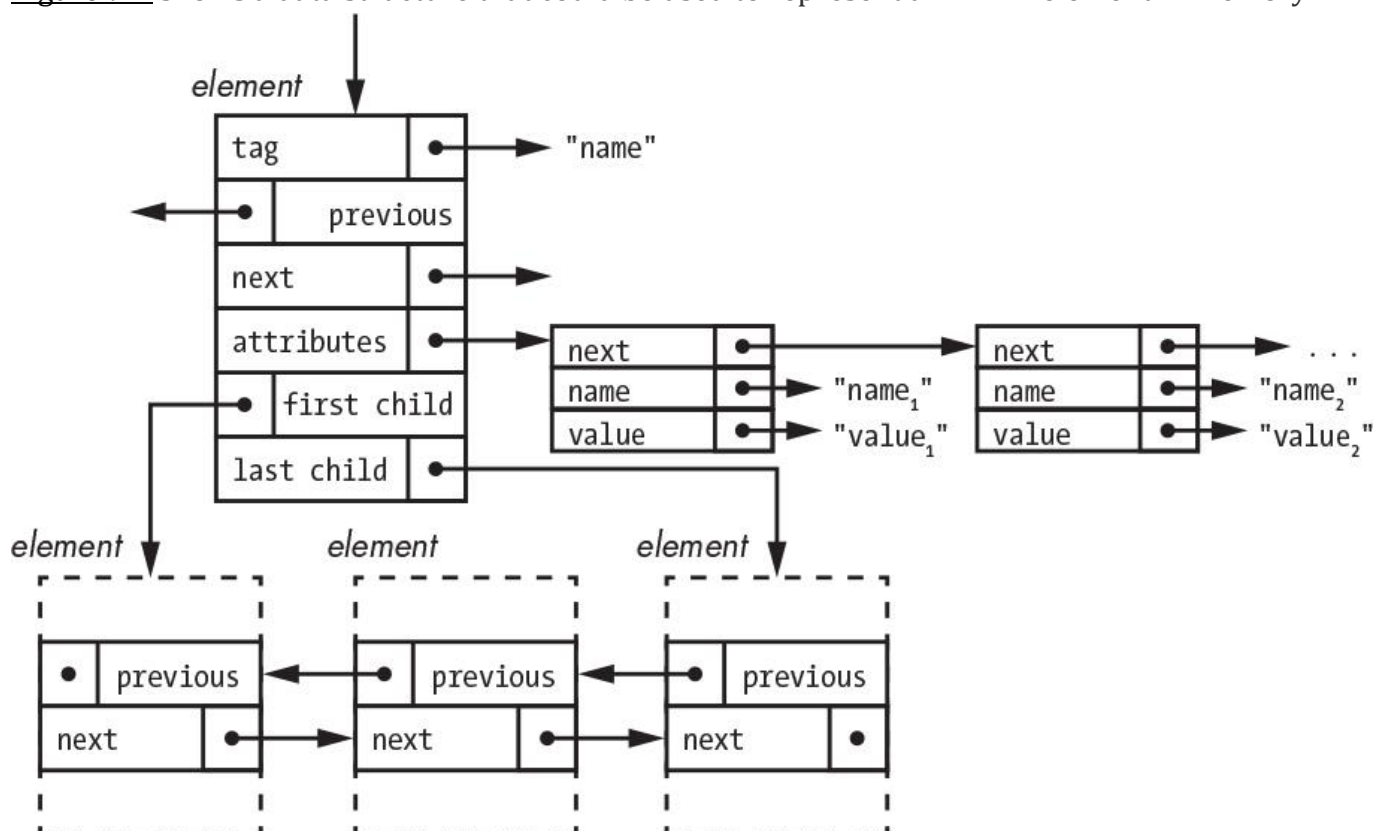 element
tag "name"
previous
next
attributes
next
name "name₁"
value "value₁"
next ...
name "name₂"
value "value₂"
first child
last child
element element element
previous previous previous
next next next